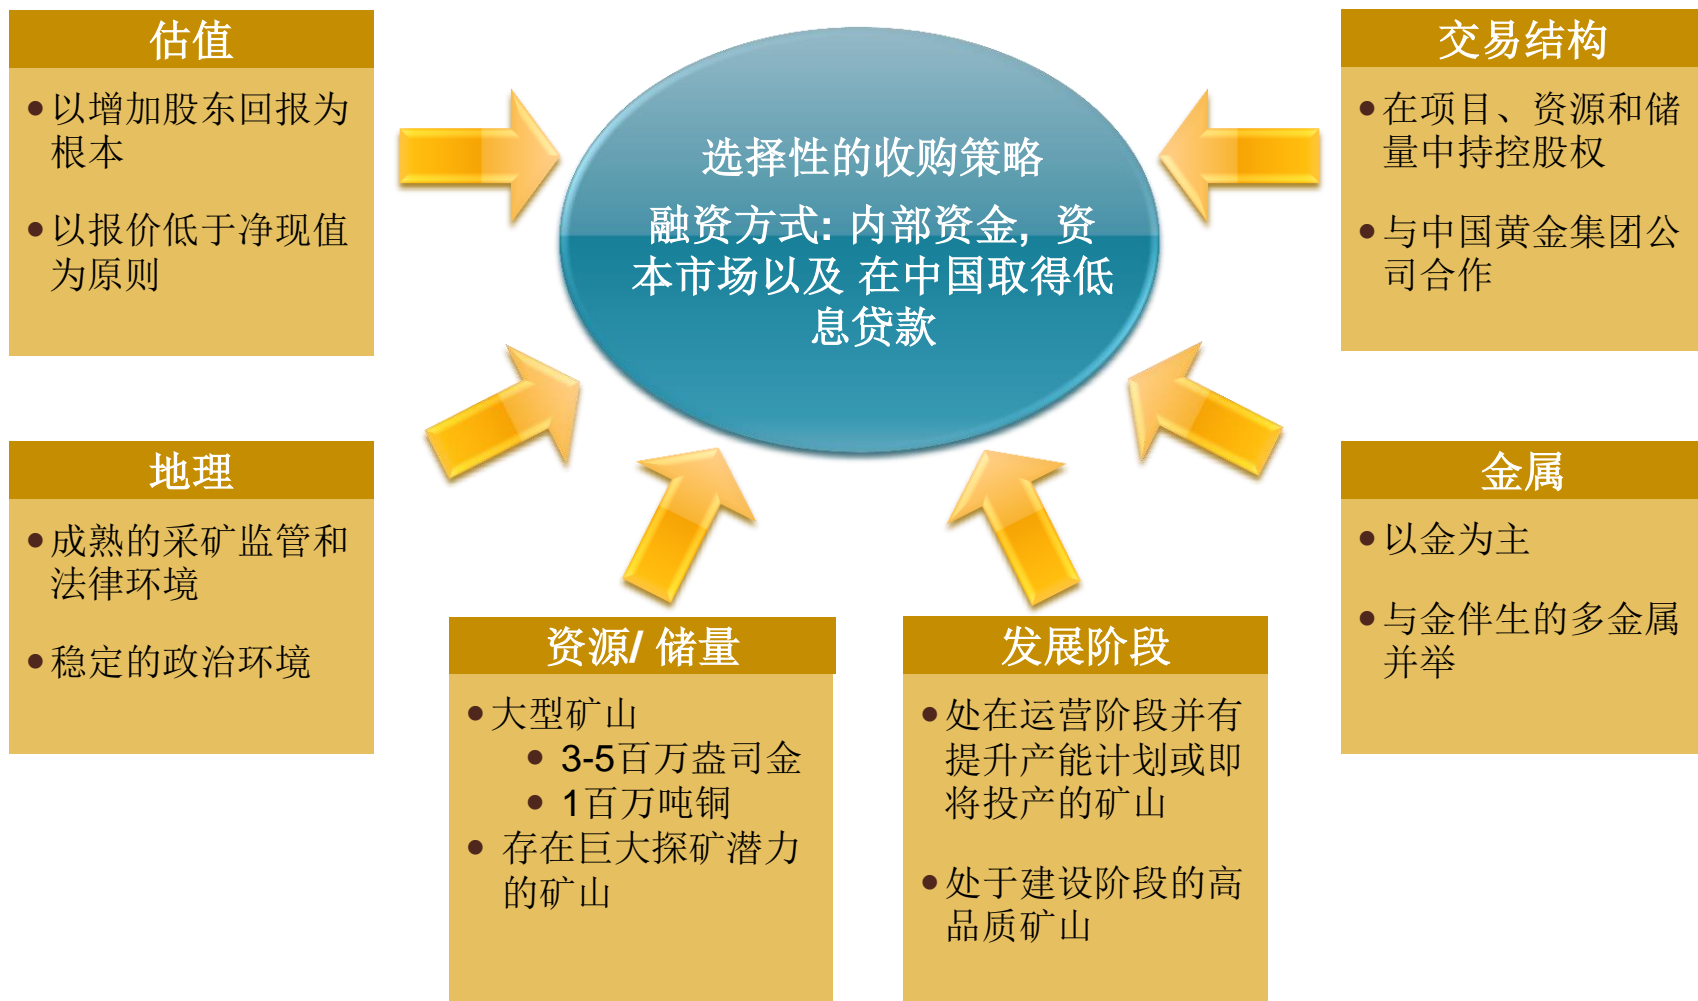 估值
•以增加股东回报为
根本
•以报价低于净现值
为原则
选择性的收购策略
融资方式: 内部资金, 资
本市场以及 在中国取得低
息贷款
交易结构
•在项目、资源和储
量中持控股权
•与中国黄金集团公
司合作
地理
•成熟的采矿监管和
法律环境
•稳定的政治环境
资源/ 储量
•大型矿山
• 3-5百万盎司金
• 1百万吨铜
• 存在巨大探矿潜力
的矿山
发展阶段
•处在运营阶段并有
提升产能计划或即
将投产的矿山
•处于建设阶段的高
品质矿山
金属
•以金为主
•与金伴生的多金属
并举